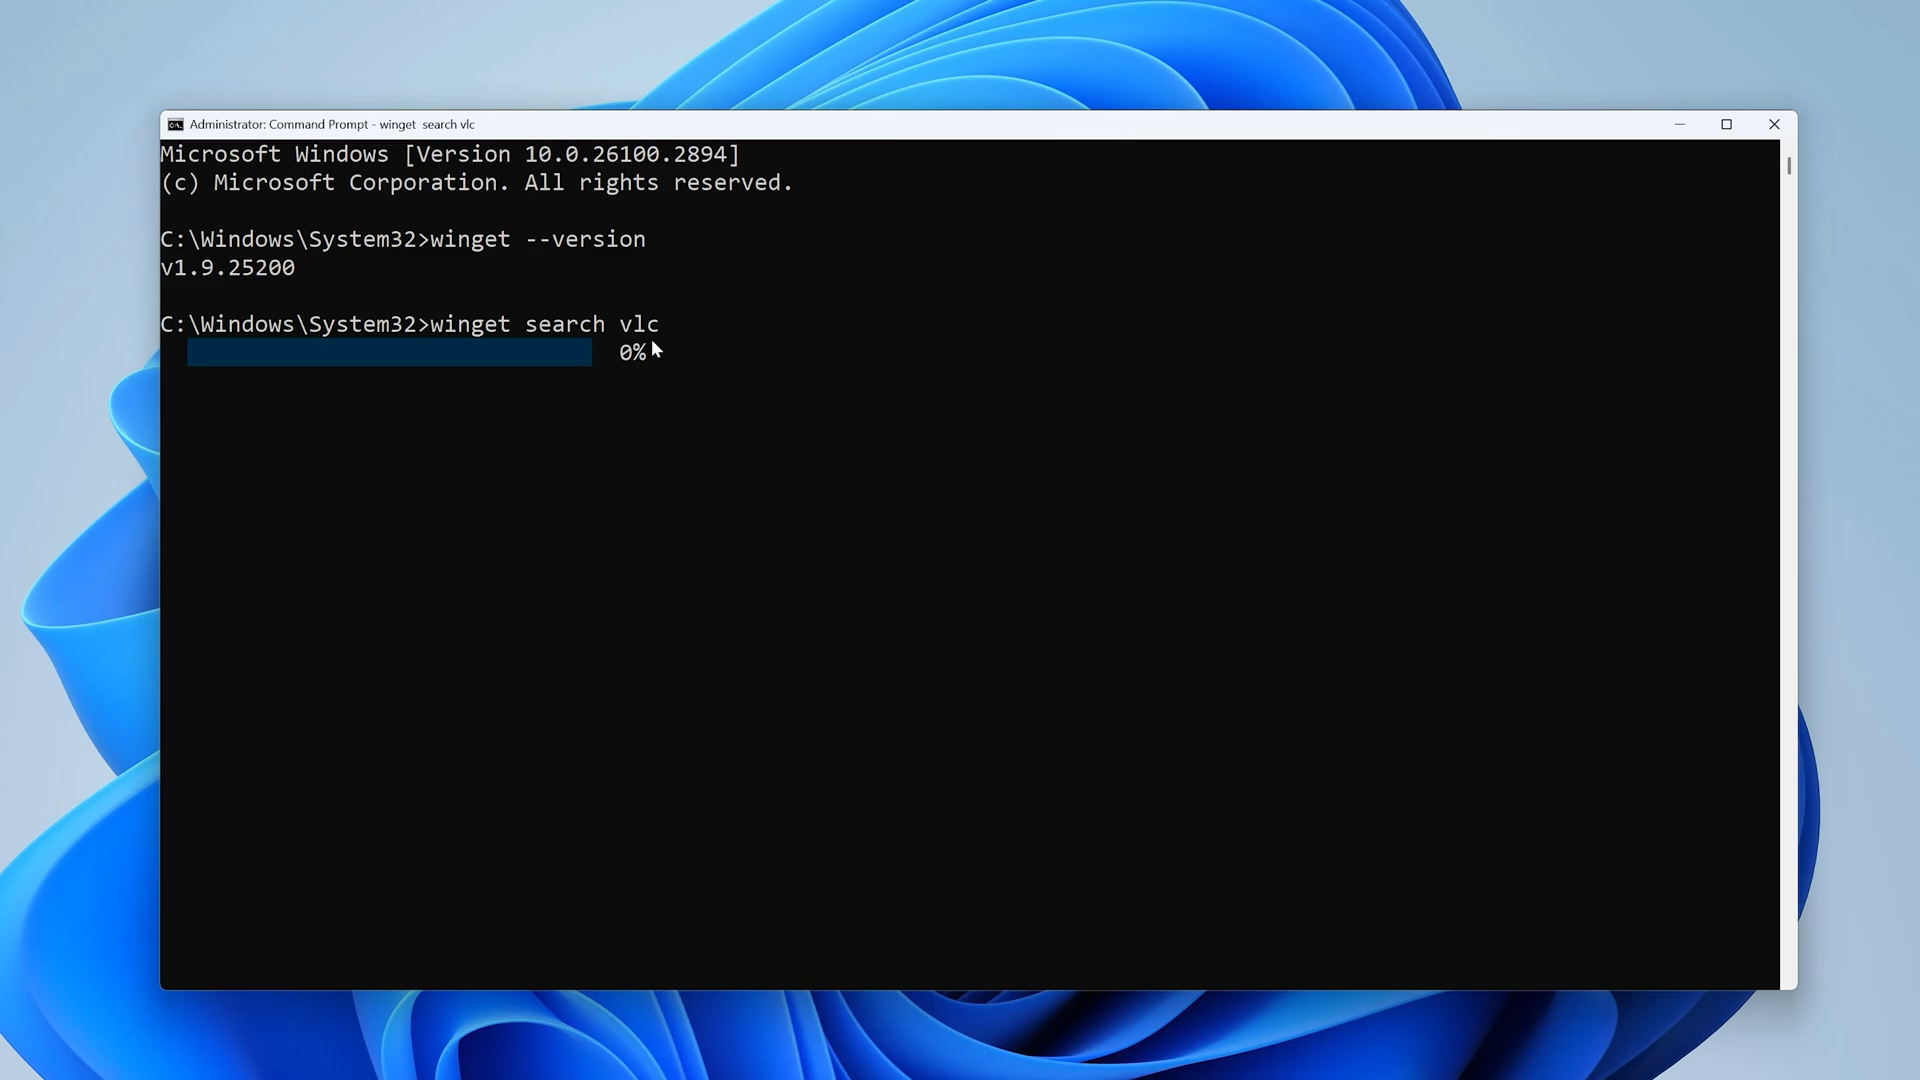 Administrator: Command Prompt - winget  search vlc
Microsoft Windows [Version 10.0.26100.2894]
(c) Microsoft Corporation. All rights reserved.
C:\Windows\System32>winget --version
v1.9.25200
C:\Windows\System32>winget search vlc
0%